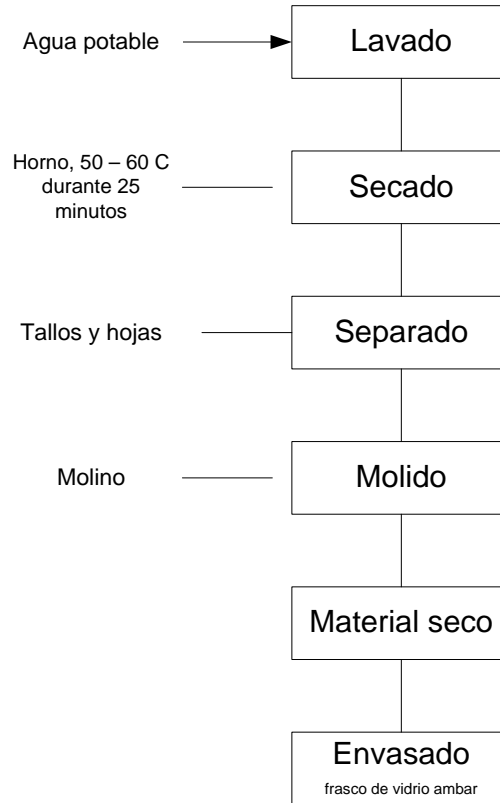 Agua potable
Lavado
Horno, 50 – 60 C
durante 25
minutos
Secado
Tallos y hojas
Separado
Molino
Molido
Material seco
Envasado
frasco de vidrio ambar